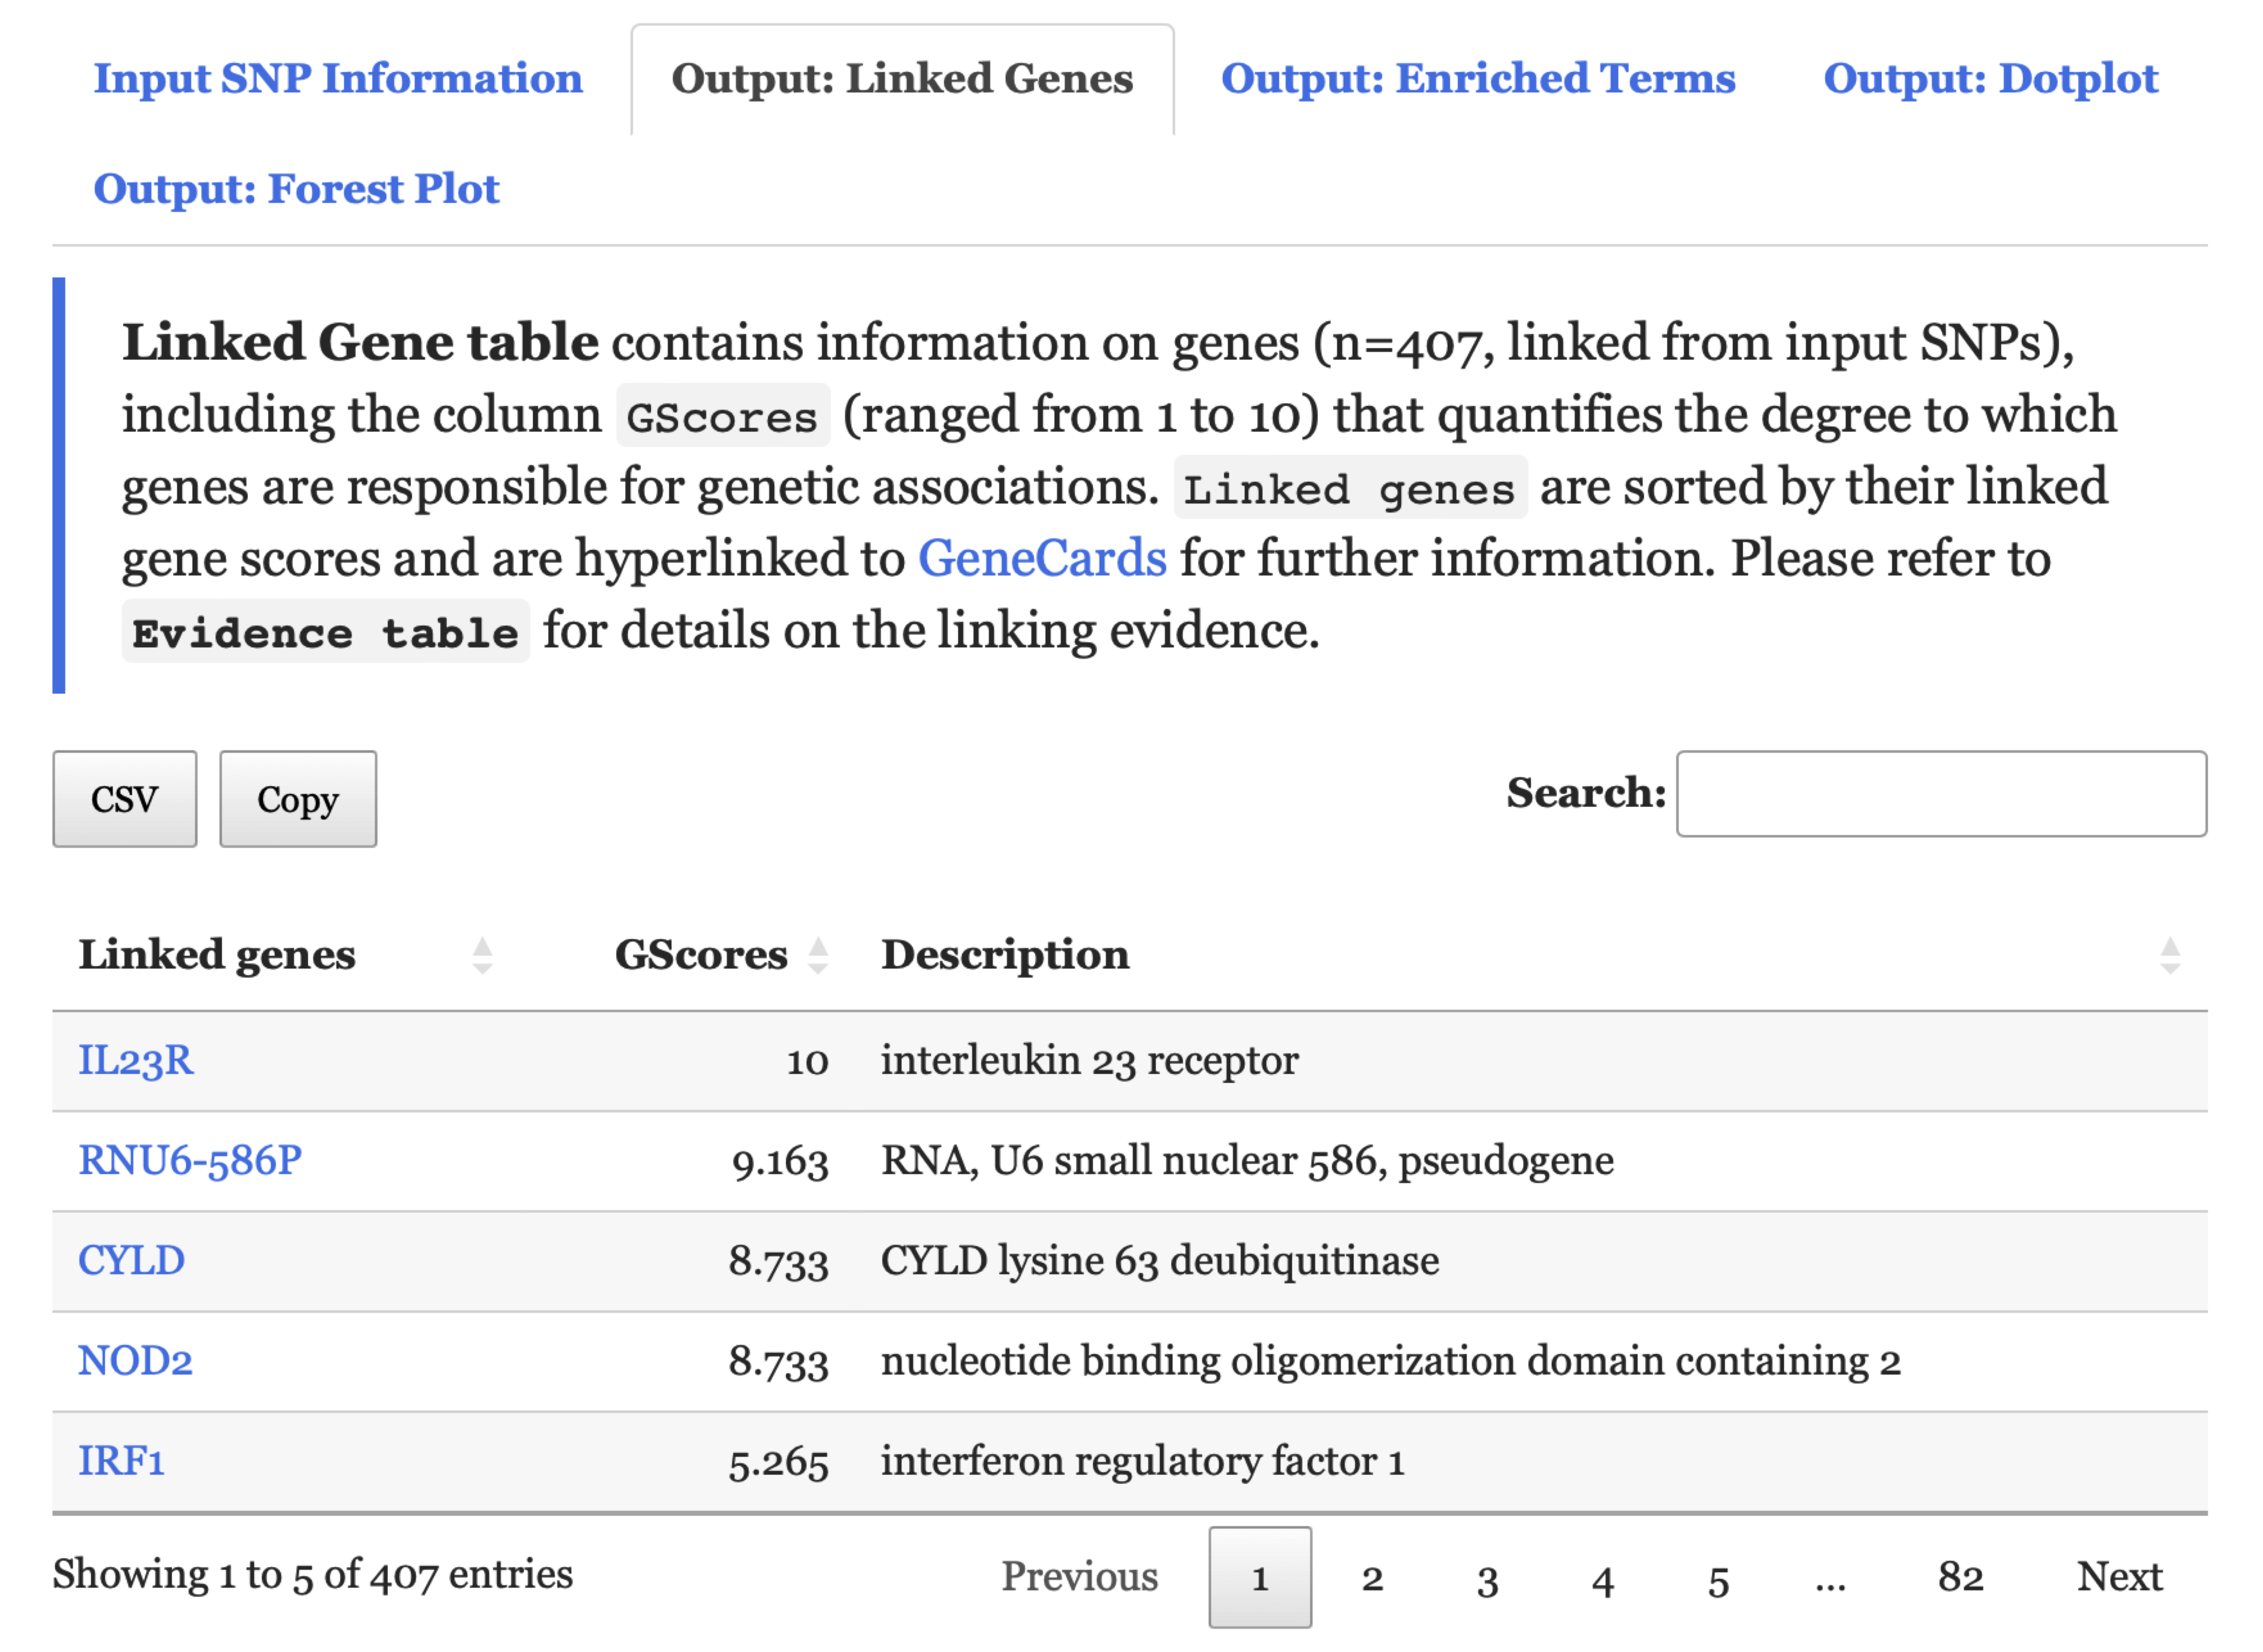 Input SNP Information Output: Linked Genes Output: Enriched Terms Output: Dotplot
Output: Forest Plot
Linked Gene table contains information on genes (n=407, linked from input SNPs),
including the column GScores (ranged from 1 to 10) that quantifies the degree to which
genes are responsible for genetic associations. Linked genes are sorted by their linked
gene scores and are hyperlinked to GeneCards for further information. Please refer to
Evidence table for details on the linking evidence.
CSV Copy Search:
Linked genes GScores Description
IL23R 10 interleukin 23 receptor
RNU6-586P 9.163 RNA, U6 small nuclear 586, pseudogene
CYLD 8.733 CYLD lysine 63 deubiquitinase
NOD2 8.733 nucleotide binding oligomerization domain containing 2
IRF1 5.265 interferon regulatory factor 1
Showing 1 to 5 of 407 entries Previous 1 2 3 4 5 ... 82 Next